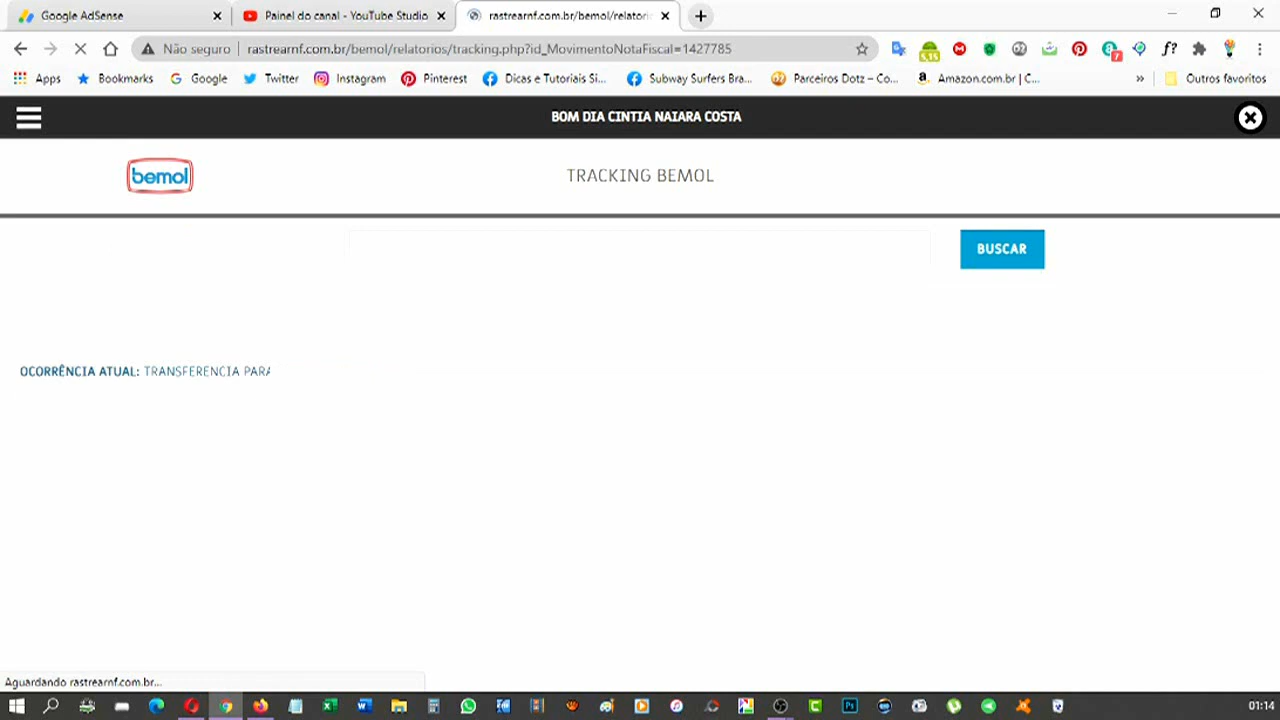 Google AdSense
Painel do canal - YouTube Studio
rastrearnf.com.br/bemol/relatori
Não seguro
rastrearnf.com.br/bemol/relatorios/tracking.php?id_MovimentoNotaFiscal=1427785
Apps
Bookmarks
Google
Twitter
Instagram
Pinterest
Dicas e Tutoriais Si...
Subway Surfers Bra...
Parceiros Dotz – Co...
Amazon.com.br | C...
»
Outros favoritos
BOM DIA CINTIA NAIARA COSTA
bemol
TRACKING BEMOL
BUSCAR
OCORRÊNCIA ATUAL: TRANSFERENCIA PARA
Aguardando rastrearnf.com.br...
01:14